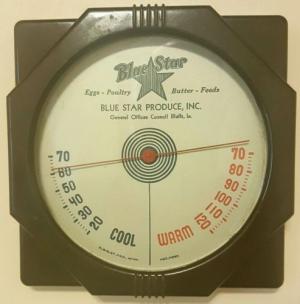 Blue Star
Eggs - Poultry Butter - Feeds
BLUE STAR PRODUCE, INC.
General Offices Council Bluffs, Ia.
70 70
60 80
50 90
40 100
30 110
20 120
COOL WARM